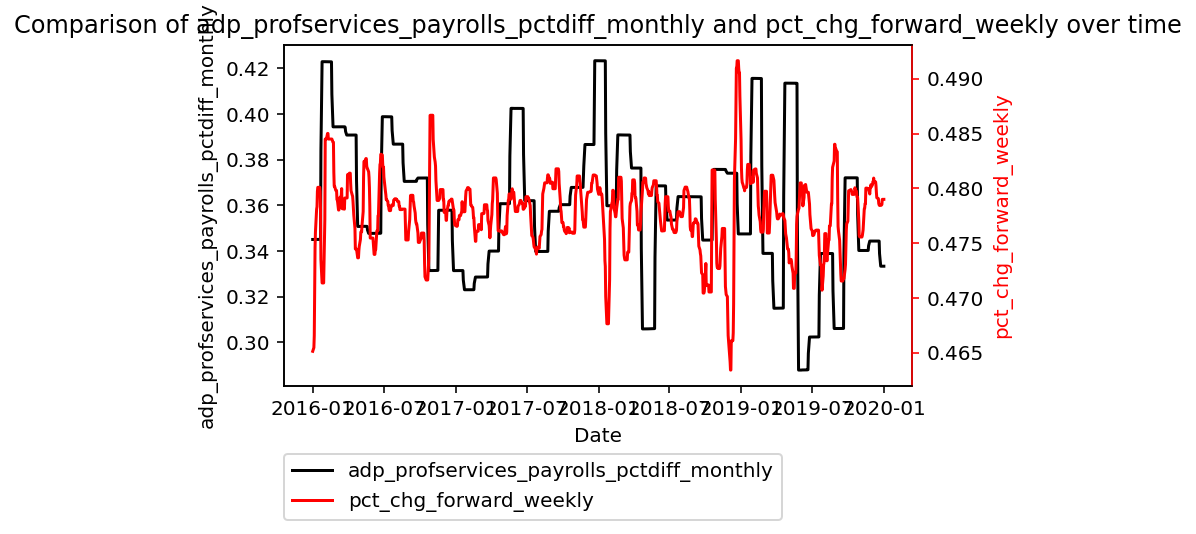 Comparison of adp_profservices_payrolls_pctdiff_monthly and pct_chg_forward_weekly over time
adp_profservices_payrolls_pctdiff_monthly
0.42
0.40
0.38
0.36
0.34
0.32
0.30
0.490
0.485
0.480
0.475
0.470
0.465
pct_chg_forward_weekly
2016-01 2016-07 2017-01 2017-07 2018-01 2018-07 2019-01 2019-07 2020-01
Date
adp_profservices_payrolls_pctdiff_monthly
pct_chg_forward_weekly